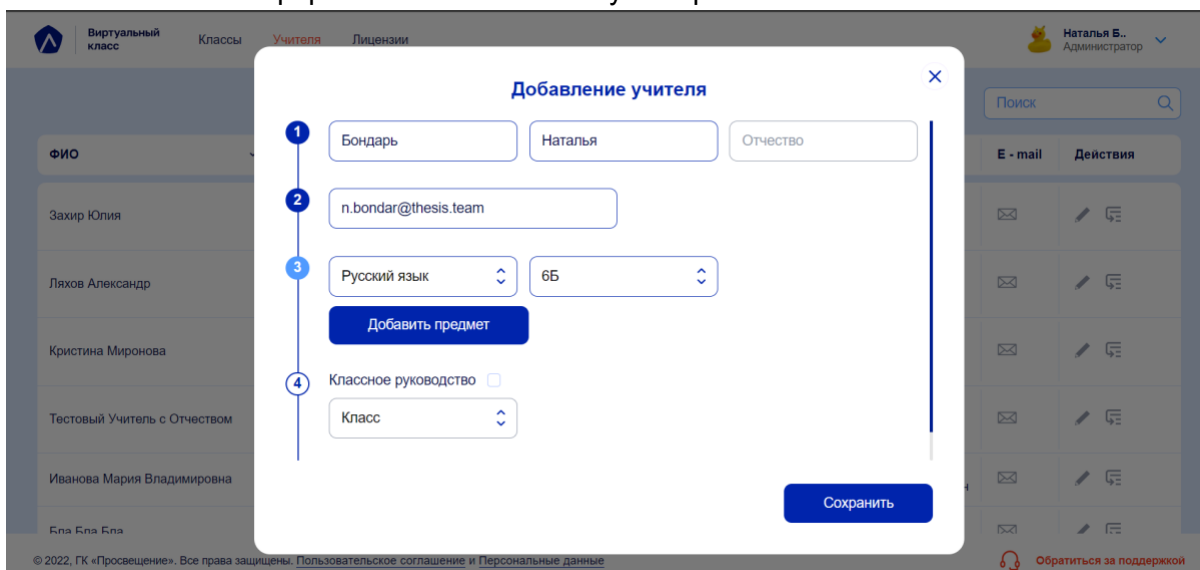 Виртуальный
класс
Классы
Учителя
Лицензии
Наталья Б..
Администратор
Добавление учителя
Поиск
1
Бондарь
Наталья
Отчество
ФИО
E - mail
Действия
2
n.bondar@thesis.team
Захир Юлия
3
Русский язык
6Б
Ляхов Александр
Добавить предмет
Кристина Миронова
4
Классное руководство
Класс
Тестовый Учитель с Отчеством
Иванова Мария Владимировна
Сохранить
Бла Бла Бла
© 2022, ГК «Просвещение». Все права защищены. Пользовательское соглашение и Персональные данные
Обратиться за поддержкой